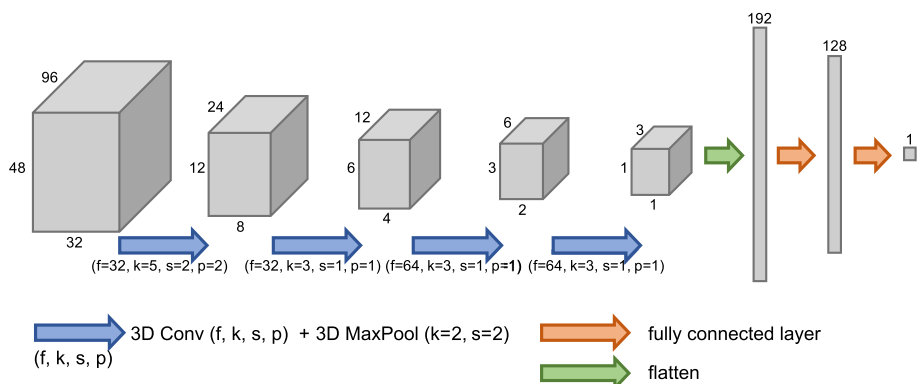 192
128
96
24
12
6
3
1
48
12
6
3
1
32
8
4
2
1
(f=32, k=5, s=2, p=2)
(f=32, k=3, s=1, p=1)
(f=64, k=3, s=1, p=1)
(f=64, k=3, s=1, p=1)
3D Conv (f, k, s, p) + 3D MaxPool (k=2, s=2)
(f, k, s, p)
fully connected layer
flatten